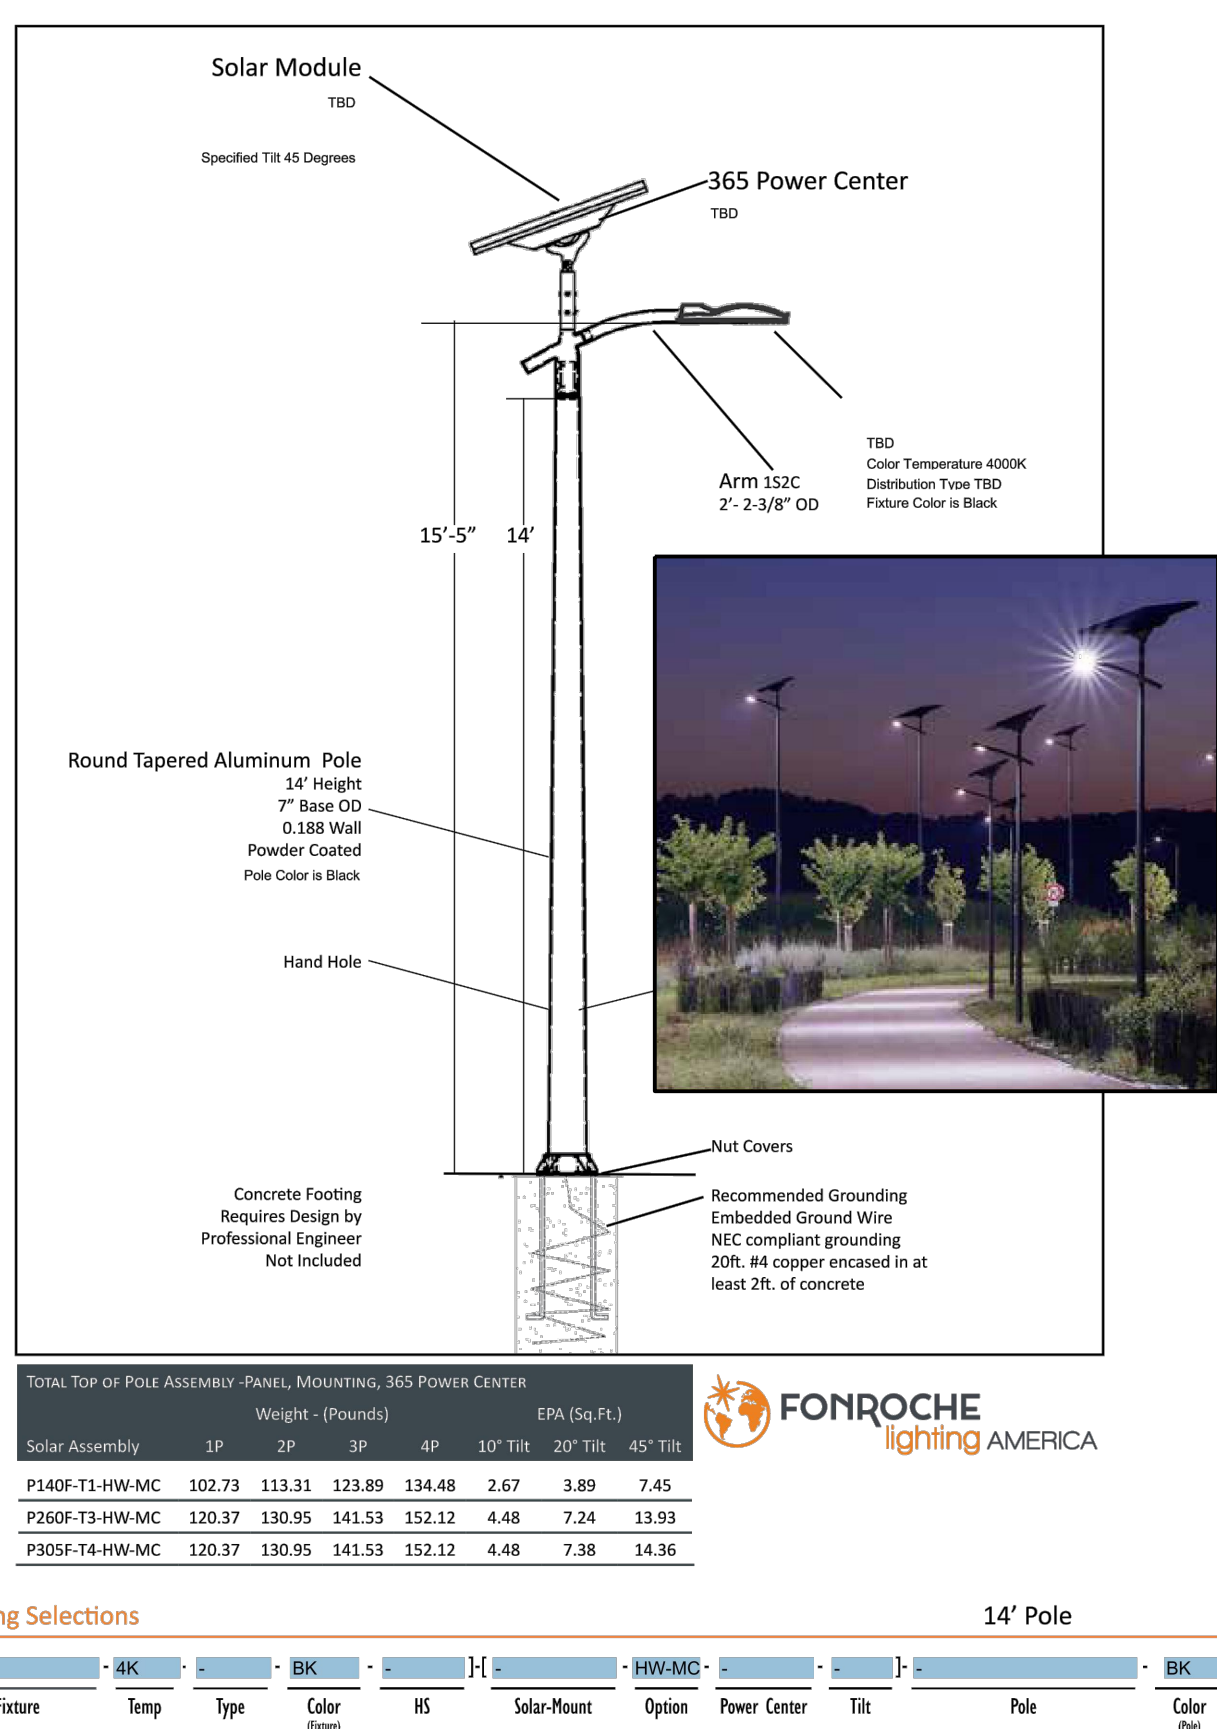 Solar Module
TBD
Specified Tilt 45 Degrees
365 Power Center
TBD
TBD
Color Temperature 4000K
Distribution Type TBD
Fixture Color is Black
Arm 1S2C
2'- 2-3/8" OD
15'-5"
14'
Round Tapered Aluminum Pole
14' Height
7" Base OD
0.188 Wall
Powder Coated
Pole Color is Black
Hand Hole
Nut Covers
Concrete Footing
Requires Design by
Professional Engineer
Not Included
Recommended Grounding
Embedded Ground Wire
NEC compliant grounding
20ft. #4 copper encased in at
least 2ft. of concrete
TOTAL TOP OF POLE ASSEMBLY -PANEL, MOUNTING, 365 POWER CENTER
Weight - (Pounds) EPA (Sq.Ft.)
Solar Assembly 1P 2P 3P 4P 10° Tilt 20° Tilt 45° Tilt
P140F-T1-HW-MC 102.73 113.31 123.89 134.48 2.67 3.89 7.45
P260F-T3-HW-MC 120.37 130.95 141.53 152.12 4.48 7.24 13.93
P305F-T4-HW-MC 120.37 130.95 141.53 152.12 4.48 7.38 14.36
FONROCHE
lighting AMERICA
ng Selections
14' Pole
- 4K - - - BK - - ]-[ - - HW-MC - - - - ]- - - BK
Fixture Temp Type Color HS Solar-Mount Option Power Center Tilt Pole Color
(Fixture) (Pole)